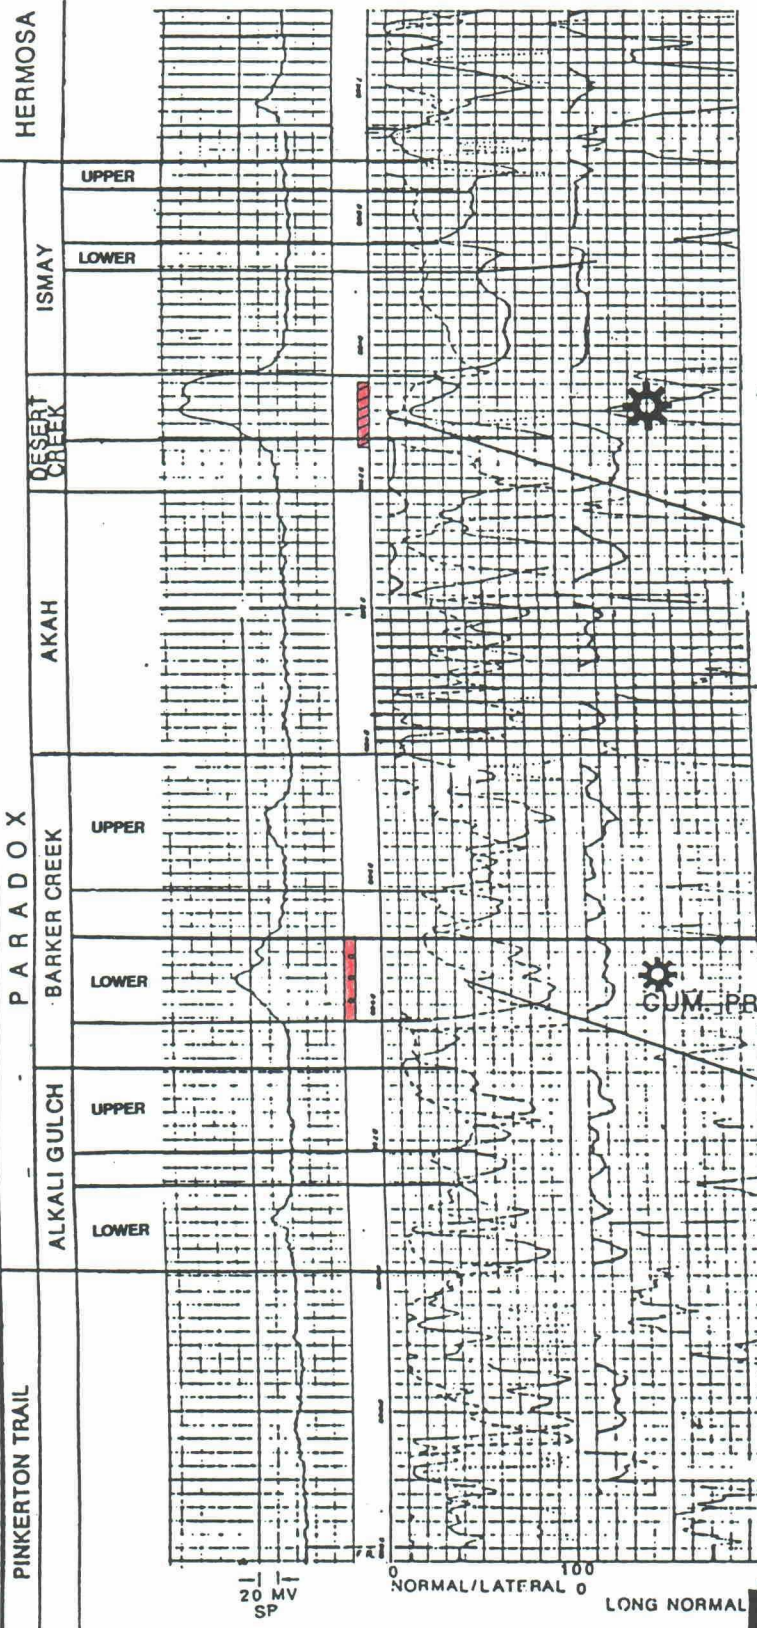 HERMOSA
PARADOX
ISMAY
UPPER
LOWER
DESERT
CREEK
AKAH
BARKER CREEK
UPPER
LOWER
CUM. PR
ALKALI GULCH
UPPER
LOWER
PINKERTON TRAIL
20 MV
SP
0 100
NORMAL/LATERAL 0
LONG NORMAL